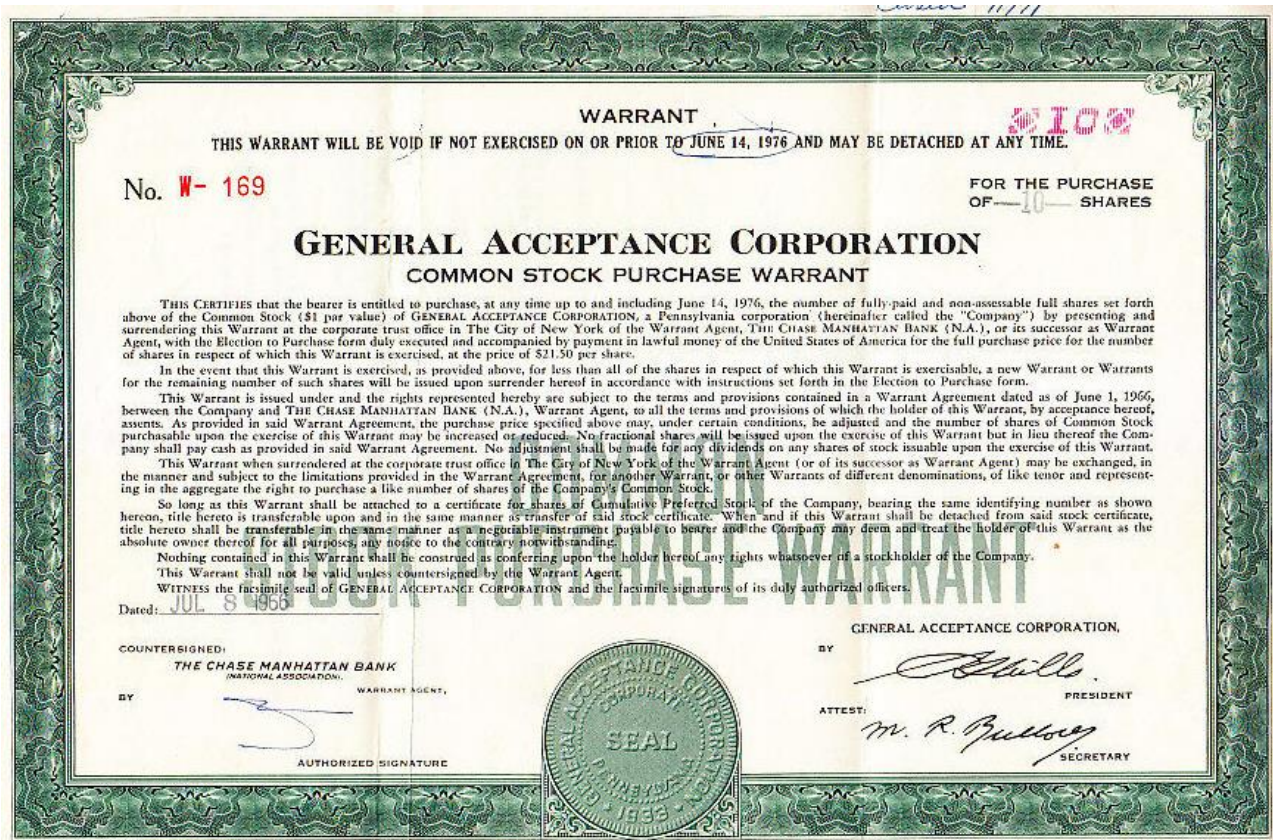 WARRANT
10
THIS WARRANT WILL BE VOID IF NOT EXERCISED ON OR PRIOR TO JUNE 14, 1976 AND MAY BE DETACHED AT ANY TIME.
No. W- 169
FOR THE PURCHASE
OF 10 SHARES
GENERAL ACCEPTANCE CORPORATION
COMMON STOCK PURCHASE WARRANT
THIS CERTIFIES that the bearer is entitled to purchase, at any time up to and including June 14, 1976, the number of fully-paid and non-assessable full shares set forth
above of the Common Stock ($1 par value) of GENERAL ACCEPTANCE CORPORATION, a Pennsylvania corporation (hereinafter called the "Company") by presenting and
surrendering this Warrant at the corporate trust office in The City of New York of the Warrant Agent, THE CHASE MANHATTAN BANK (N.A.), or its successor as Warrant
Agent, with the Election to Purchase form duly executed and accompanied by payment in lawful money of the United States of America for the full purchase price for the number
of shares in respect of which this Warrant is exercised, at the price of $21.50 per share.
In the event that this Warrant is exercised, as provided above, for less than all of the shares in respect of which this Warrant is exercisable, a new Warrant or Warrants
for the remaining number of such shares will be issued upon surrender hereof in accordance with instructions set forth in the Election to Purchase form.
This Warrant is issued under and the rights represented hereby are subject to the terms and provisions contained in a Warrant Agreement dated as of June 1, 1966,
between the Company and THE CHASE MANHATTAN BANK (N.A.), Warrant Agent, to all the terms and provisions of which the holder of this Warrant, by acceptance hereof,
assents. As provided in said Warrant Agreement, the purchase price specified above may, under certain conditions, be adjusted and the number of shares of Common Stock
purchasable upon the exercise of this Warrant may be increased or reduced. No fractional shares will be issued upon the exercise of this Warrant but in lieu thereof the Com-
pany shall pay cash as provided in said Warrant Agreement. No adjustment shall be made for any dividends on any shares of stock issuable upon the exercise of this Warrant.
This Warrant when surrendered at the corporate trust office in The City of New York of the Warrant Agent (or of its successor as Warrant Agent) may be exchanged, in
the manner and subject to the limitations provided in the Warrant Agreement, for another Warrant, or other Warrants of different denominations, of like tenor and represent-
ing in the aggregate the right to purchase a like number of shares of the Company's Common Stock.
So long as this Warrant shall be attached to a certificate for shares of Cumulative Preferred Stock of the Company, bearing the same identifying number as shown
hereon, title hereto is transferable upon and in the same manner as transfer of said stock certificate. When and if this Warrant shall be detached from said stock certificate,
title hereto shall be transferable in the same manner as a negotiable instrument payable to bearer and the Company may deem and treat the holder of this Warrant as the
absolute owner thereof for all purposes, any notice to the contrary notwithstanding.
Nothing contained in this Warrant shall be construed as conferring upon the holder hereof any rights whatsoever of a stockholder of the Company.
This Warrant shall not be valid unless countersigned by the Warrant Agent.
WITNESS the facsimile seal of GENERAL ACCEPTANCE CORPORATION and the facsimile signatures of its duly authorized officers.
COMMON
STOCK PURCHASE WARRANT
Dated: JUL 8 1966
GENERAL ACCEPTANCE CORPORATION,
COUNTERSIGNED:
THE CHASE MANHATTAN BANK
(NATIONAL ASSOCIATION),
WARRANT AGENT,
BY
AUTHORIZED SIGNATURE
BY
PRESIDENT
ATTEST:
M. R.
SECRETARY
GENERAL ACCEPTANCE CORPORATION
CORPORATE
SEAL
PENNSYLVANIA
1933